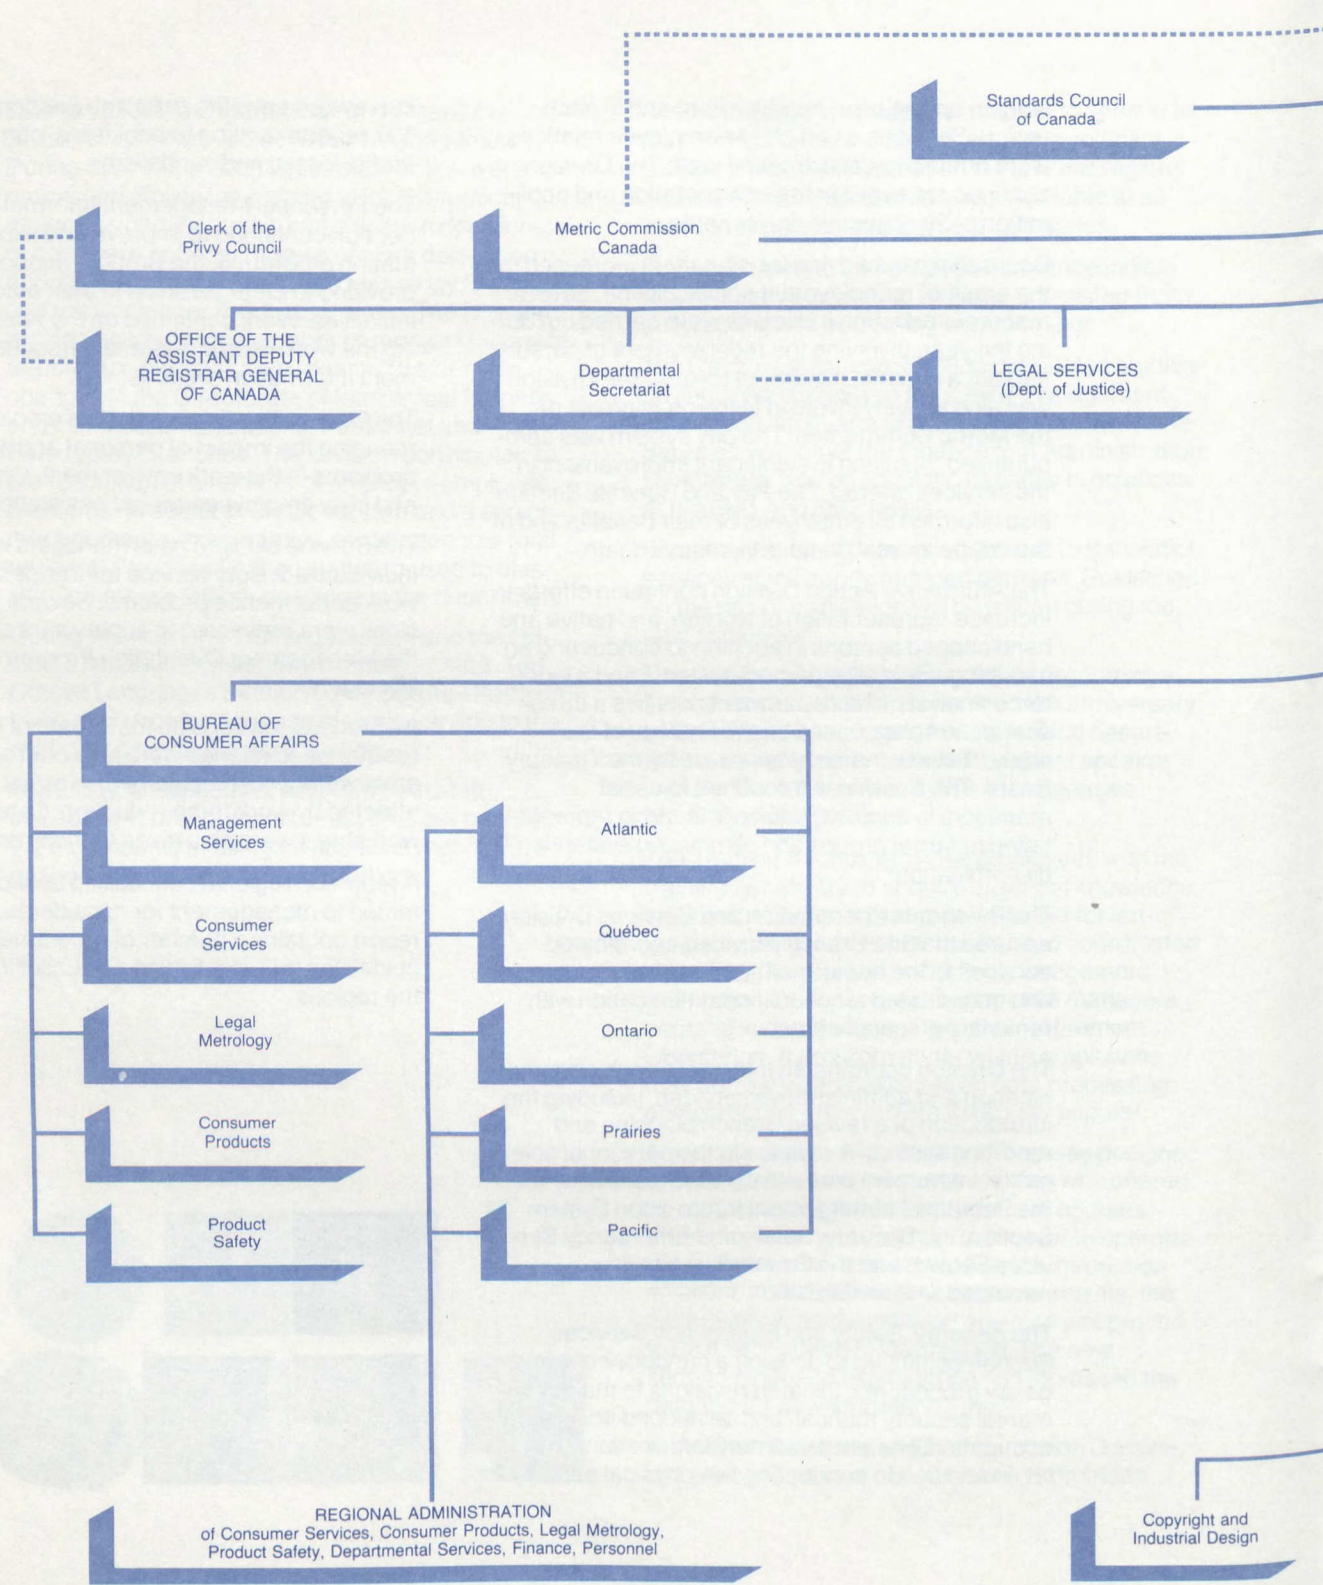 Standards Council
of Canada
Clerk of the
Privy Council
Metric Commission
Canada
OFFICE OF THE
ASSISTANT DEPUTY
REGISTRAR GENERAL
OF CANADA
Departmental
Secretariat
LEGAL SERVICES
(Dept. of Justice)
BUREAU OF
CONSUMER AFFAIRS
Management
Services
Atlantic
Consumer
Services
Québec
Legal
Metrology
Ontario
Consumer
Products
Prairies
Product
Safety
Pacific
REGIONAL ADMINISTRATION
of Consumer Services, Consumer Products, Legal Metrology,
Product Safety, Departmental Services, Finance, Personnel
Copyright and
Industrial Design